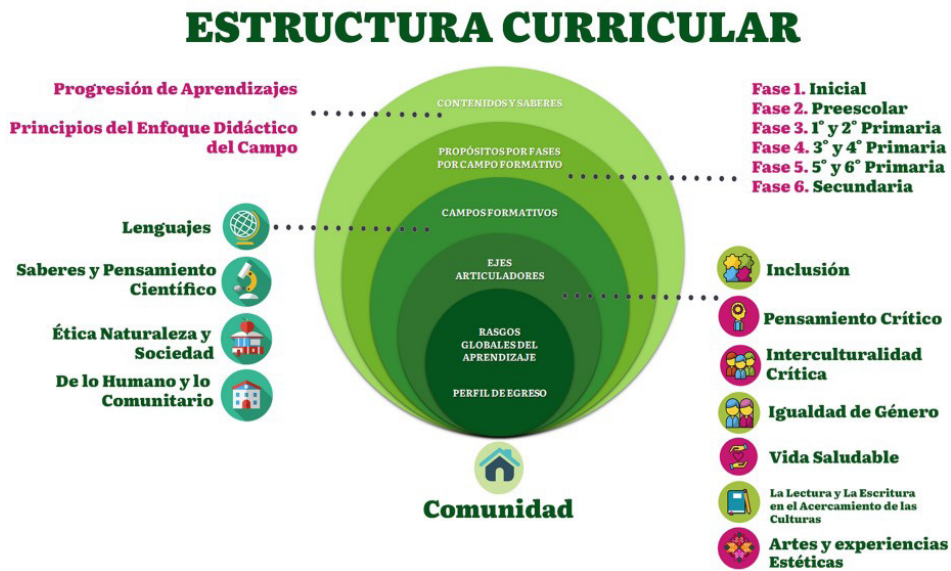 ESTRUCTURA CURRICULAR
Progresión de Aprendizajes
Principios del Enfoque Didáctico
del Campo
Lenguajes
Saberes y Pensamiento
Científico
Ética Naturaleza y
Sociedad
De lo Humano y lo
Comunitario
CONTENIDOS Y SABERES
PROPÓSITOS POR FASES
POR CAMPO FORMATIVO
CAMPOS FORMATIVOS
EJES
ARTICULADORES
RASGOS
GLOBALES DEL
APRENDIZAJE
PERFIL DE EGRESO
Comunidad
Fase 1. Inicial
Fase 2. Preescolar
Fase 3. 1° y 2° Primaria
Fase 4. 3° y 4° Primaria
Fase 5. 5° y 6° Primaria
Fase 6. Secundaria
Inclusión
Pensamiento Crítico
Interculturalidad
Crítica
Igualdad de Género
Vida Saludable
La Lectura y La Escritura
en el Acercamiento de las
Culturas
Artes y experiencias
Estéticas